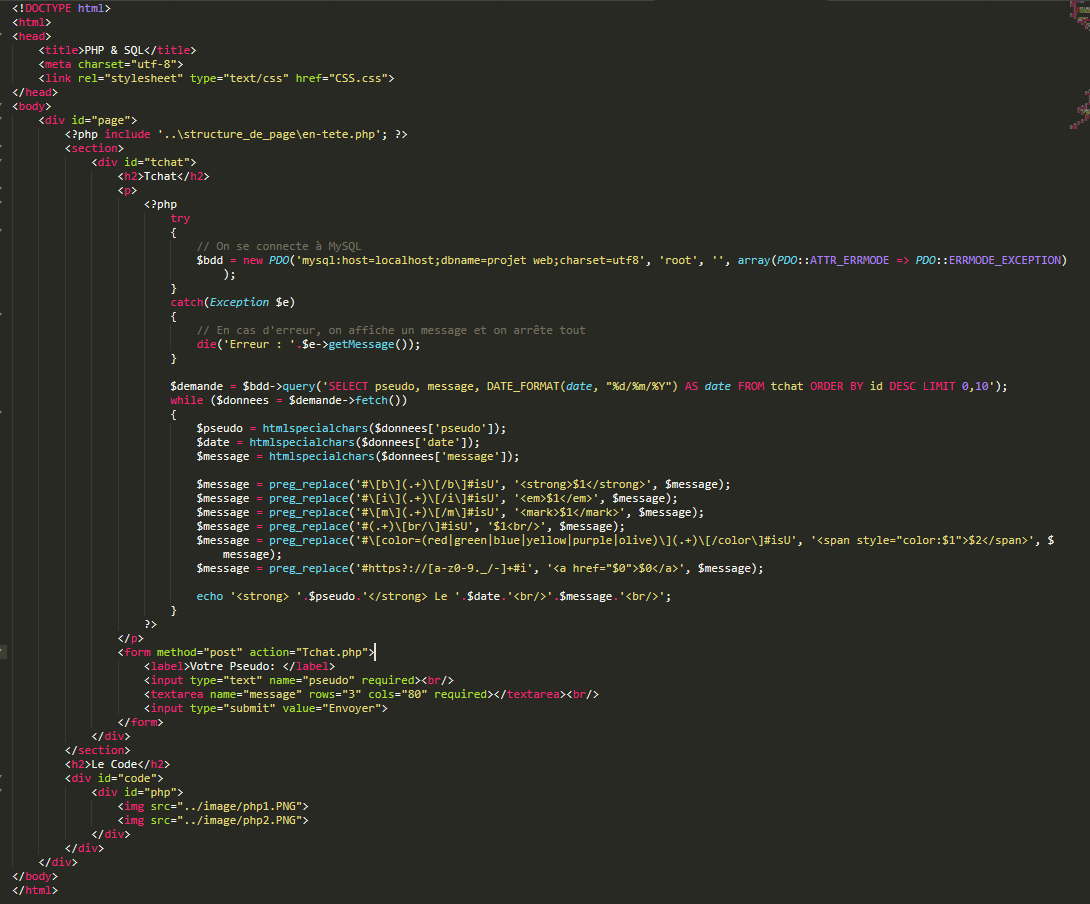 <!DOCTYPE html>
<html>
<head>
    <title>PHP & SQL</title>
    <meta charset="utf-8">
    <link rel="stylesheet" type="text/css" href="CSS.css">
</head>
<body>
    <div id="page">
        <?php include '..\structure_de_page\en-tete.php'; ?>
        <section>
            <div id="tchat">
                <h2>Tchat</h2>
                <p>
                    <?php
                        try
                        {
                            // On se connecte à MySQL
                            $bdd = new PDO('mysql:host=localhost;dbname=projet web;charset=utf8', 'root', '', array(PDO::ATTR_ERRMODE => PDO::ERRMODE_EXCEPTION)
                                );
                        }
                        catch(Exception $e)
                        {
                            // En cas d'erreur, on affiche un message et on arrête tout
                            die('Erreur : '.$e->getMessage());
                        }

                        $demande = $bdd->query('SELECT pseudo, message, DATE_FORMAT(date, "%d/%m/%Y") AS date FROM tchat ORDER BY id DESC LIMIT 0,10');
                        while ($donnees = $demande->fetch())
                        {
                            $pseudo = htmlspecialchars($donnees['pseudo']);
                            $date = htmlspecialchars($donnees['date']);
                            $message = htmlspecialchars($donnees['message']);

                            $message = preg_replace('#\[b\](.+)\[/b\]#isU', '<strong>$1</strong>', $message);
                            $message = preg_replace('#\[i\](.+)\[/i\]#isU', '<em>$1</em>', $message);
                            $message = preg_replace('#\[m\](.+)\[/m\]#isU', '<mark>$1</mark>', $message);
                            $message = preg_replace('#(.+)\[br/\]#isU', '$1<br/>', $message);
                            $message = preg_replace('#\[color=(red|green|blue|yellow|purple|olive)\](.+)\[/color\]#isU', '<span style="color:$1">$2</span>', $
                                message);
                            $message = preg_replace('#https?://[a-z0-9._/-]+#i', '<a href="$0">$0</a>', $message);

                            echo '<strong> '.$pseudo.'</strong> Le '.$date.'<br/>'.$message.'<br/>';
                        }
                    ?>
                </p>
                <form method="post" action="Tchat.php">
                    <label>Votre Pseudo: </label>
                    <input type="text" name="pseudo" required><br/>
                    <textarea name="message" rows="3" cols="80" required></textarea><br/>
                    <input type="submit" value="Envoyer">
                </form>
            </div>
        </section>
        <h2>Le Code</h2>
        <div id="code">
            <div id="php">
                <img src="../image/php1.PNG">
                <img src="../image/php2.PNG">
            </div>
        </div>
    </div>
</body>
</html>